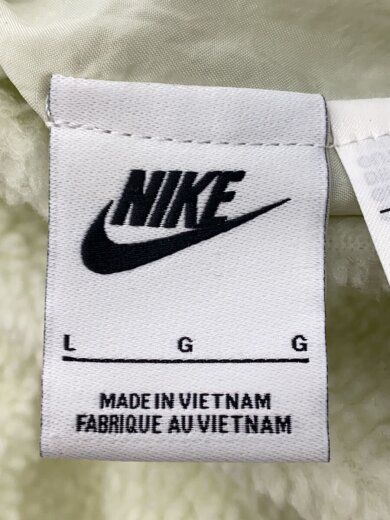 NIKE
L G G
MADE IN VIETNAM
FABRIQUE AU VIETNAM